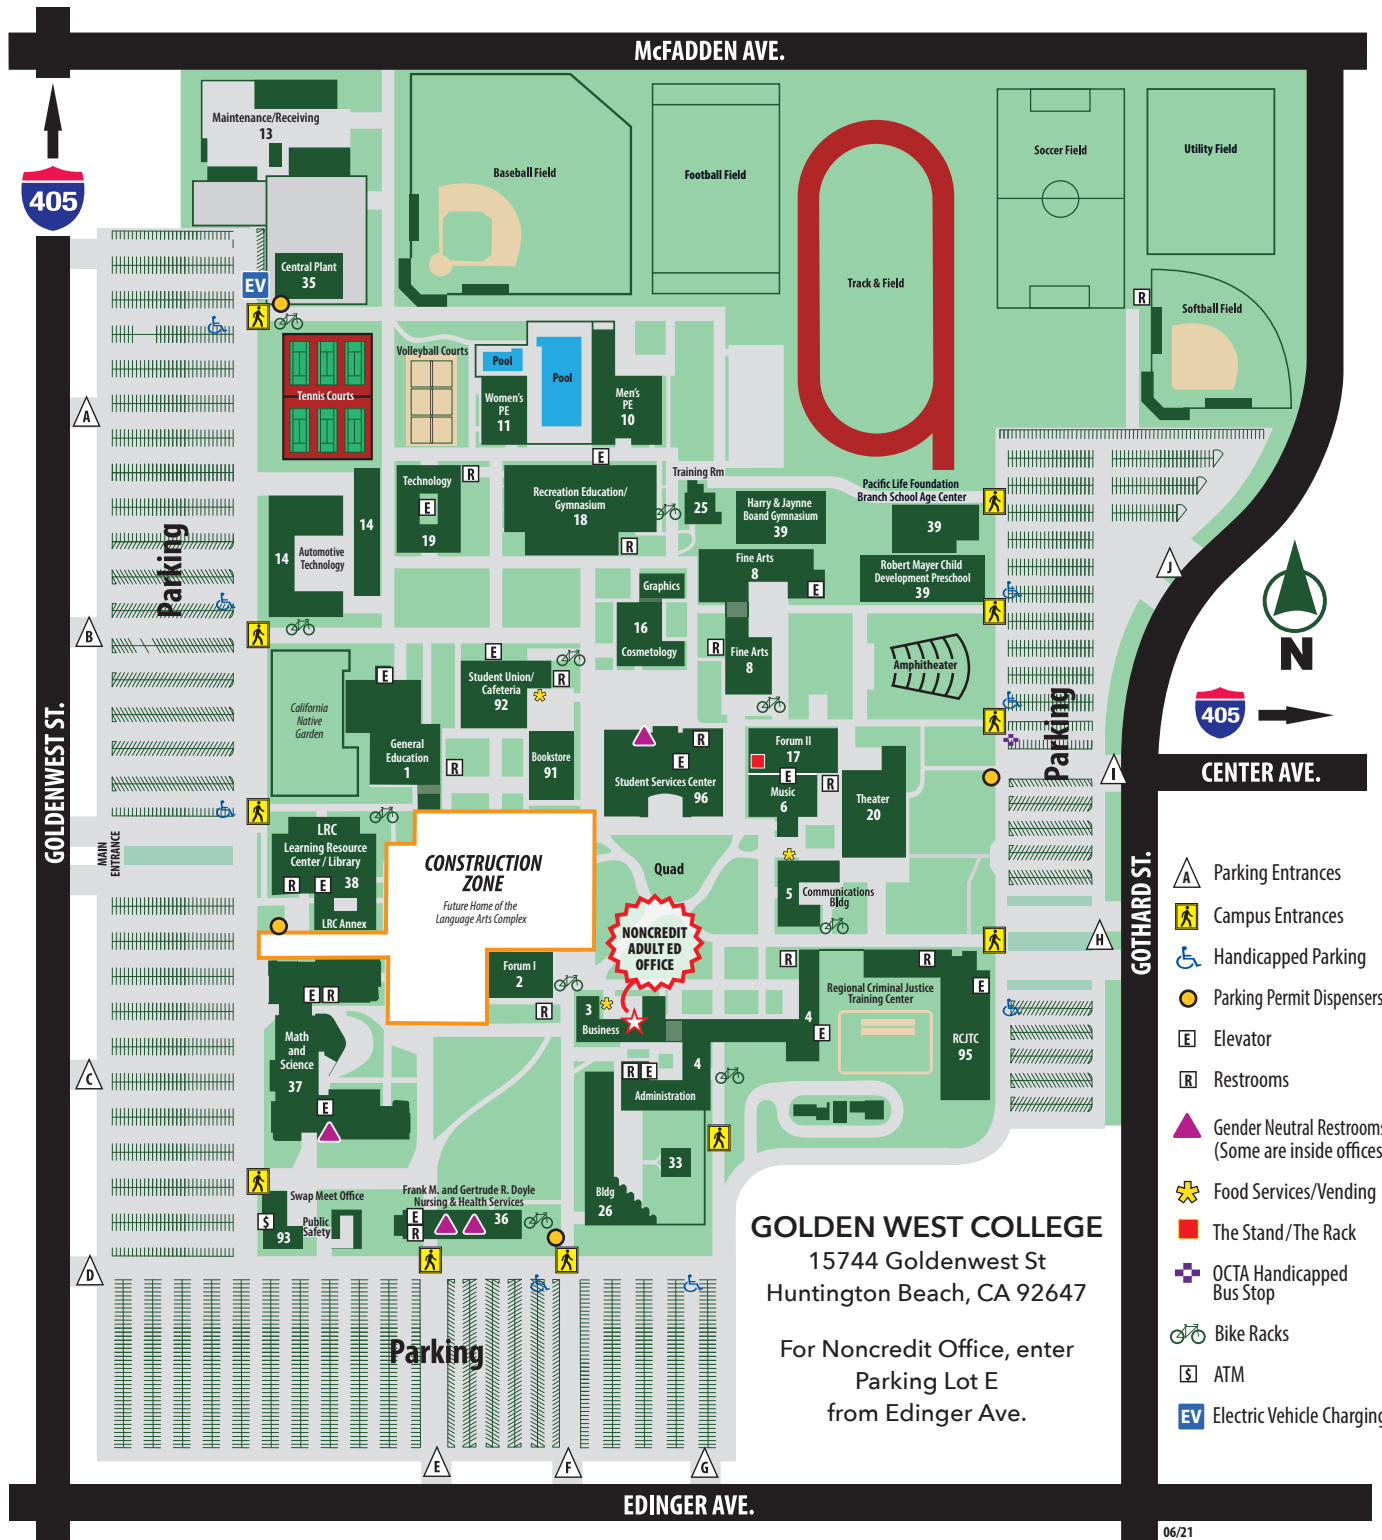 McFADDEN AVE.
405
GOLDENWEST ST.
Maintenance/Receiving
13
Central Plant
35
EV
Baseball Field
Football Field
Track & Field
Soccer Field
Utility Field
R
Softball Field
Tennis Courts
Volleyball Courts
Pool
Pool
Women's
PE
11
Men's
PE
10
E
A
Parking
14
14
Automotive
Technology
Technology
E
19
R
Recreation Education/
Gymnasium
18
R
Training Rm
25
Harry & Jaynne
Boand Gymnasium
39
Pacific Life Foundation
Branch School Age Center
39
Robert Mayer Child
Development Preschool
39
Fine Arts
8
E
Graphics
16
Cosmetology
R
Fine Arts
8
Amphitheater
J
N
405
B
California
Native
Garden
E
General
Education
1
R
E
Student Union/
Cafeteria
92
R
Bookstore
91
R
E
Student Services Center
96
Forum II
17
E
Music
6
R
Theater
20
Parking
I
CENTER AVE.
GOTHARD ST.
MAIN
ENTRANCE
LRC
Learning Resource
Center / Library
R
E
38
LRC Annex
CONSTRUCTION
ZONE
Future Home of the
Language Arts Complex
Quad
NONCREDIT
ADULT ED
OFFICE
5
Communications
Bldg
H
Forum I
2
R
3
Business
R
R
Regional Criminal Justice
Training Center
E
4
E
RCJTC
95
4
R
E
Administration
E
R
Math
and
Science
37
E
C
33
Bldg
26
Swap Meet Office
$
93
Public
Safety
Frank M. and Gertrude R. Doyle
Nursing & Health Services
E
R
36
D
Parking
E
F
G
EDINGER AVE.
GOLDEN WEST COLLEGE
15744 Goldenwest St
Huntington Beach, CA 92647
For Noncredit Office, enter
Parking Lot E
from Edinger Ave.
A Parking Entrances
Campus Entrances
Handicapped Parking
Parking Permit Dispensers
E Elevator
R Restrooms
Gender Neutral Restrooms
(Some are inside offices
Food Services/Vending
The Stand/The Rack
OCTA Handicapped
Bus Stop
Bike Racks
$ ATM
EV Electric Vehicle Charging
06/21